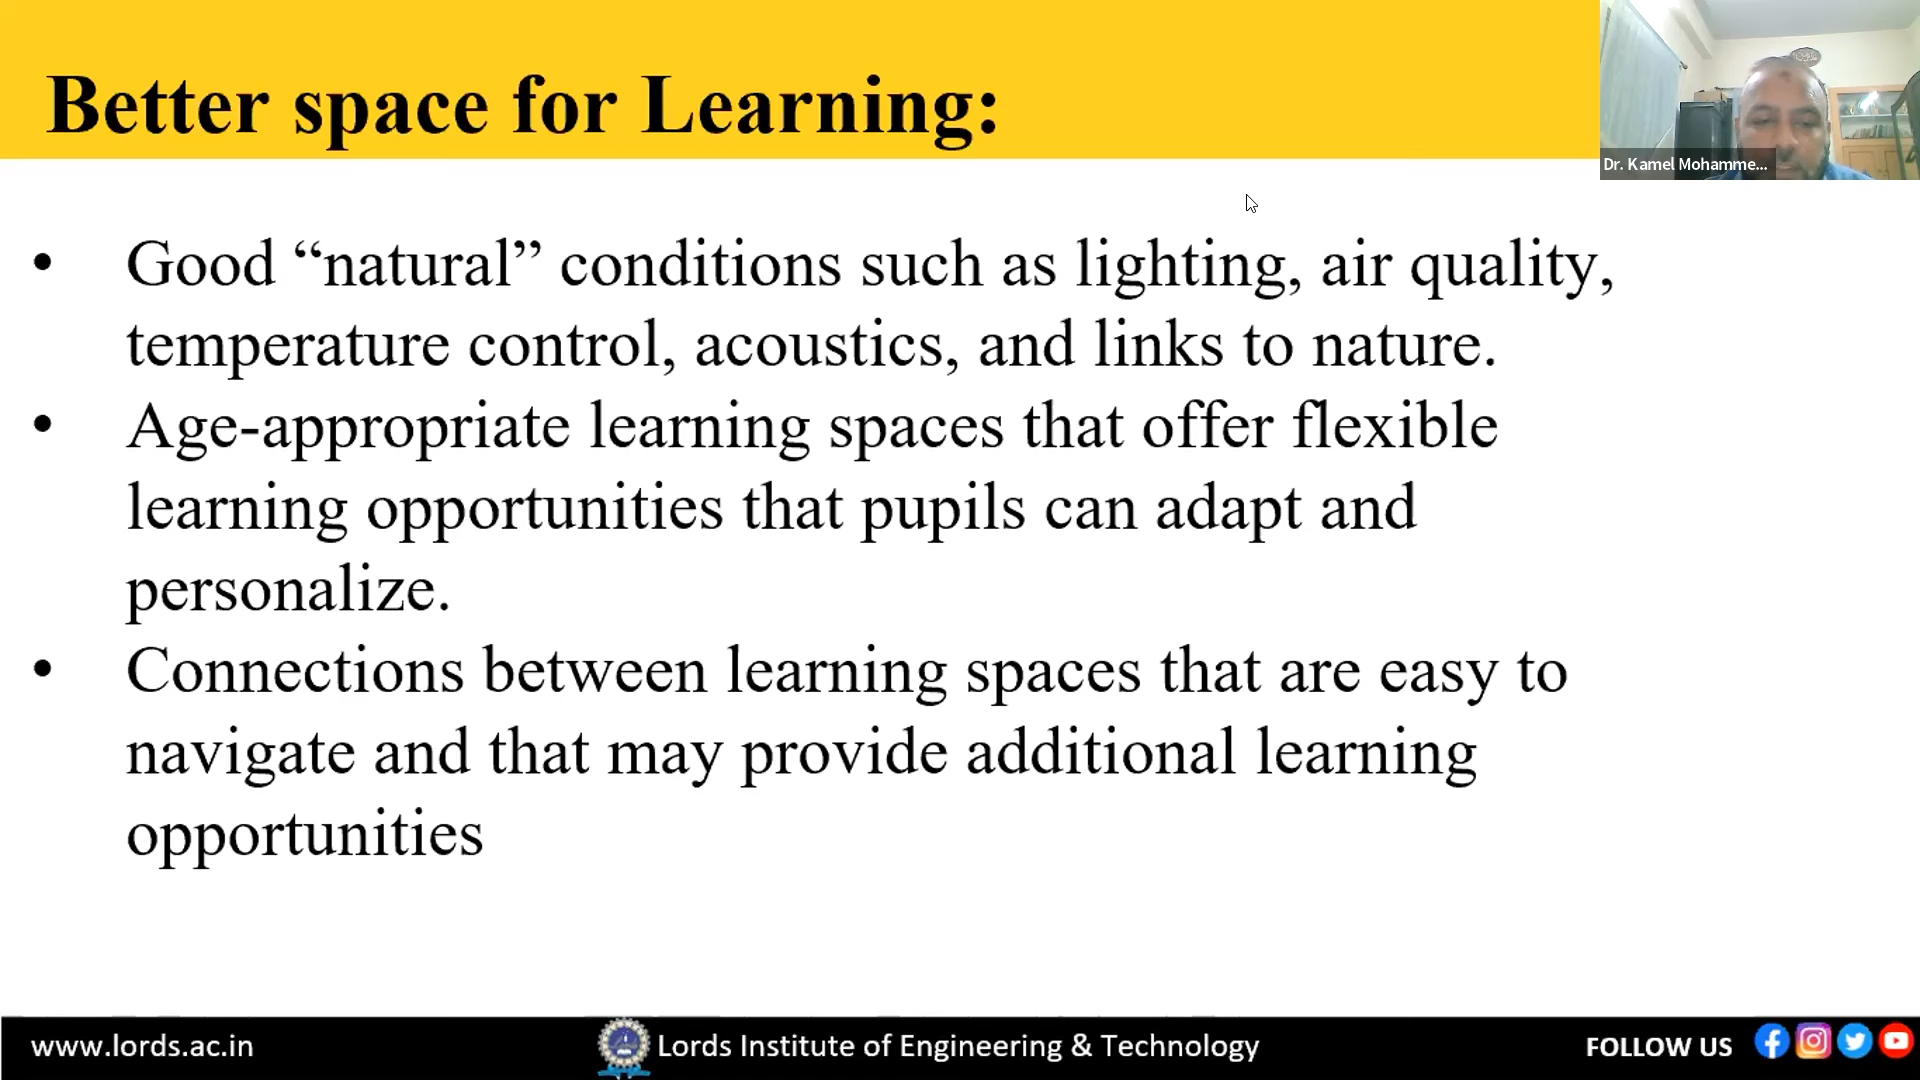 Better space for Learning:
Dr. Kamel Mohamme...
• Good “natural” conditions such as lighting, air quality,
temperature control, acoustics, and links to nature.
• Age-appropriate learning spaces that offer flexible
learning opportunities that pupils can adapt and
personalize.
• Connections between learning spaces that are easy to
navigate and that may provide additional learning
opportunities
www.lords.ac.in
Lords Institute of Engineering & Technology
FOLLOW US